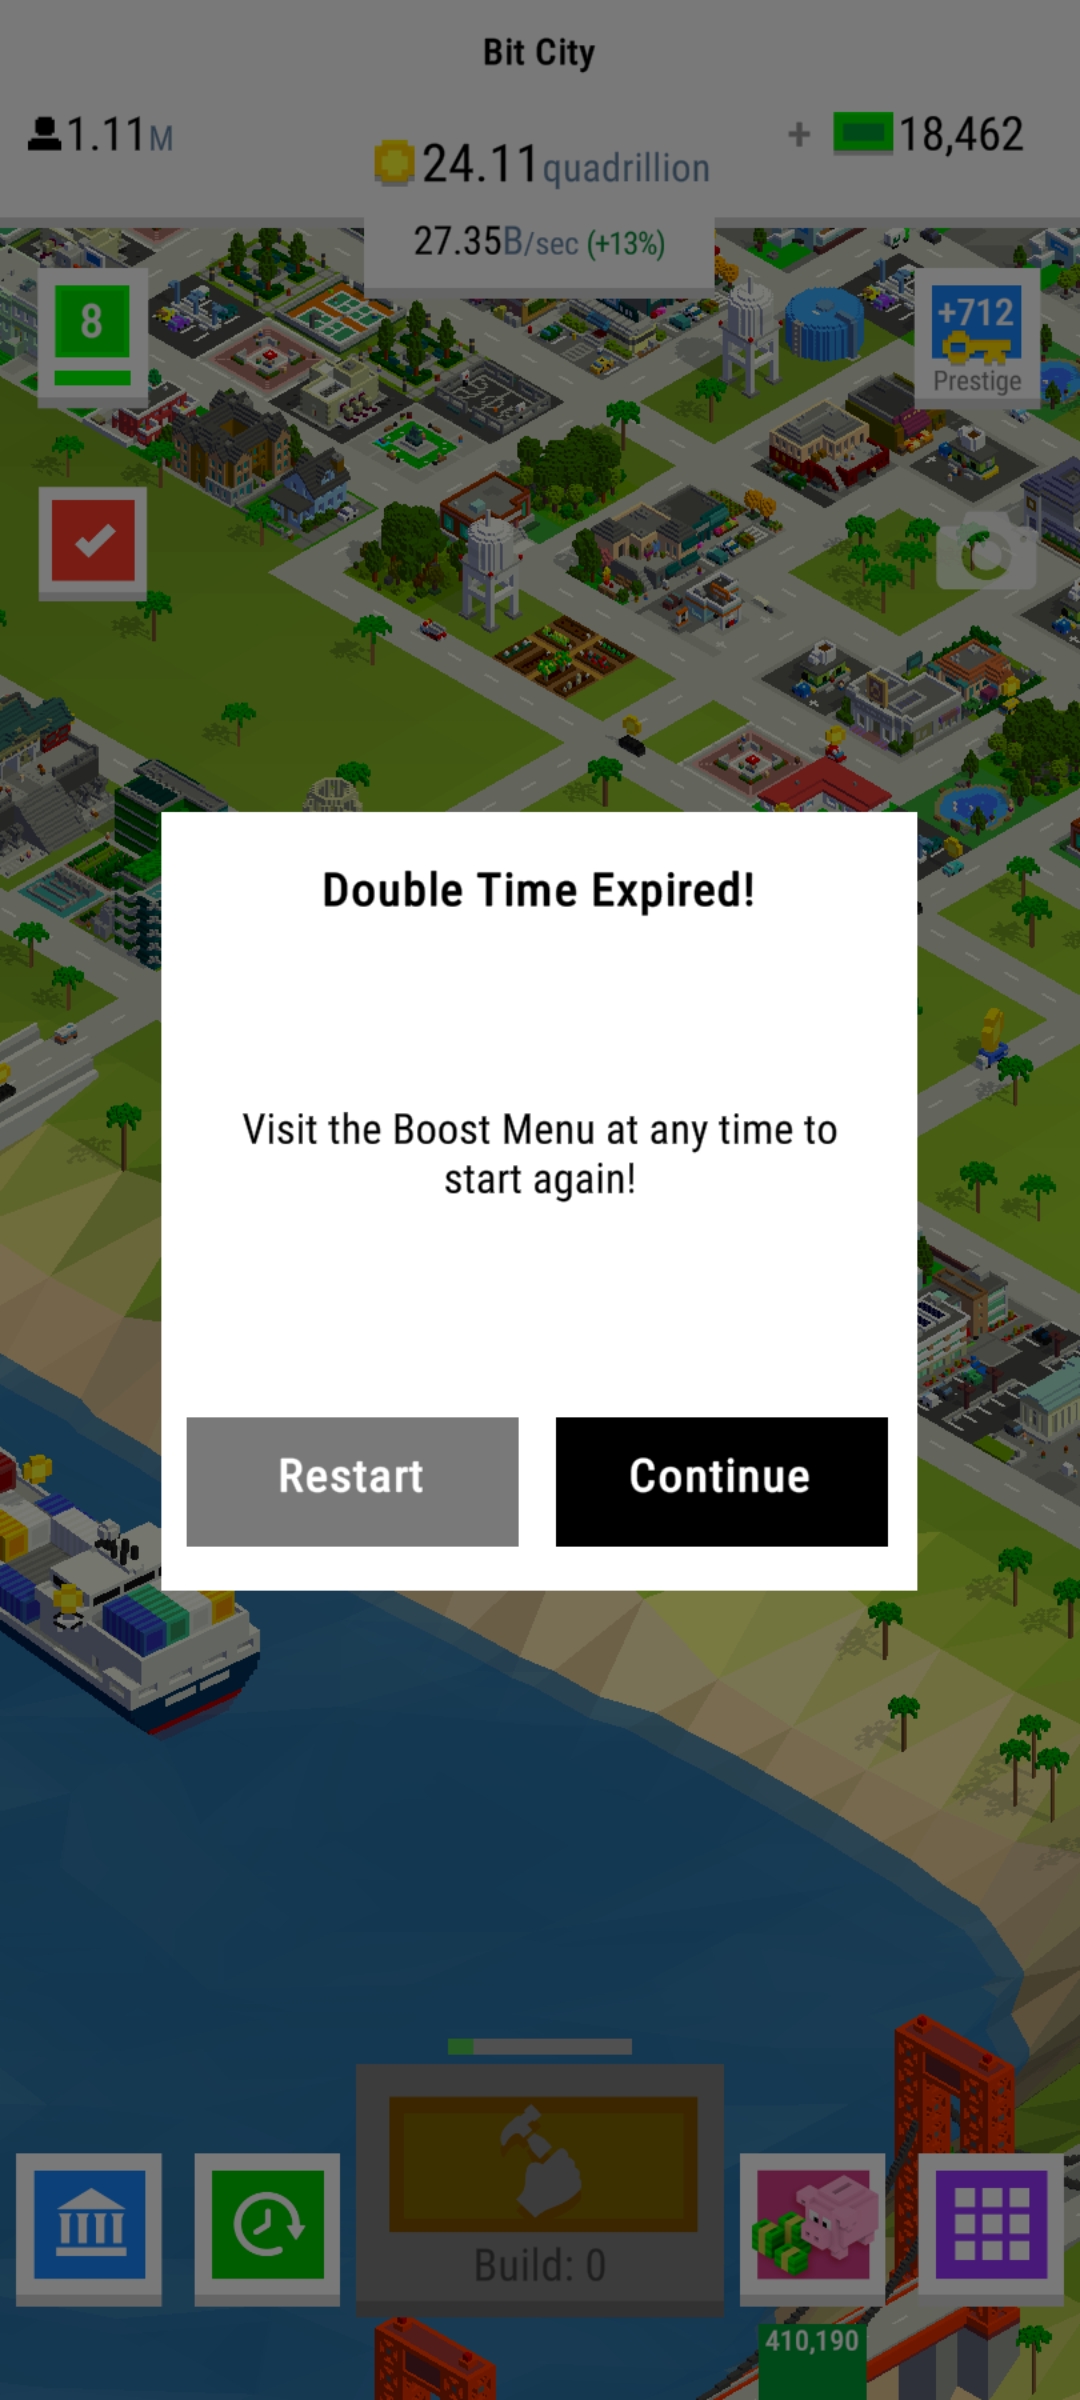 Bit City
1.11M
24.11quadrillion
+ 18,462
27.35B/sec (+13%)
8
+712
Prestige
Double Time Expired!
Visit the Boost Menu at any time to
start again!
Restart
Continue
Build: 0
410,190